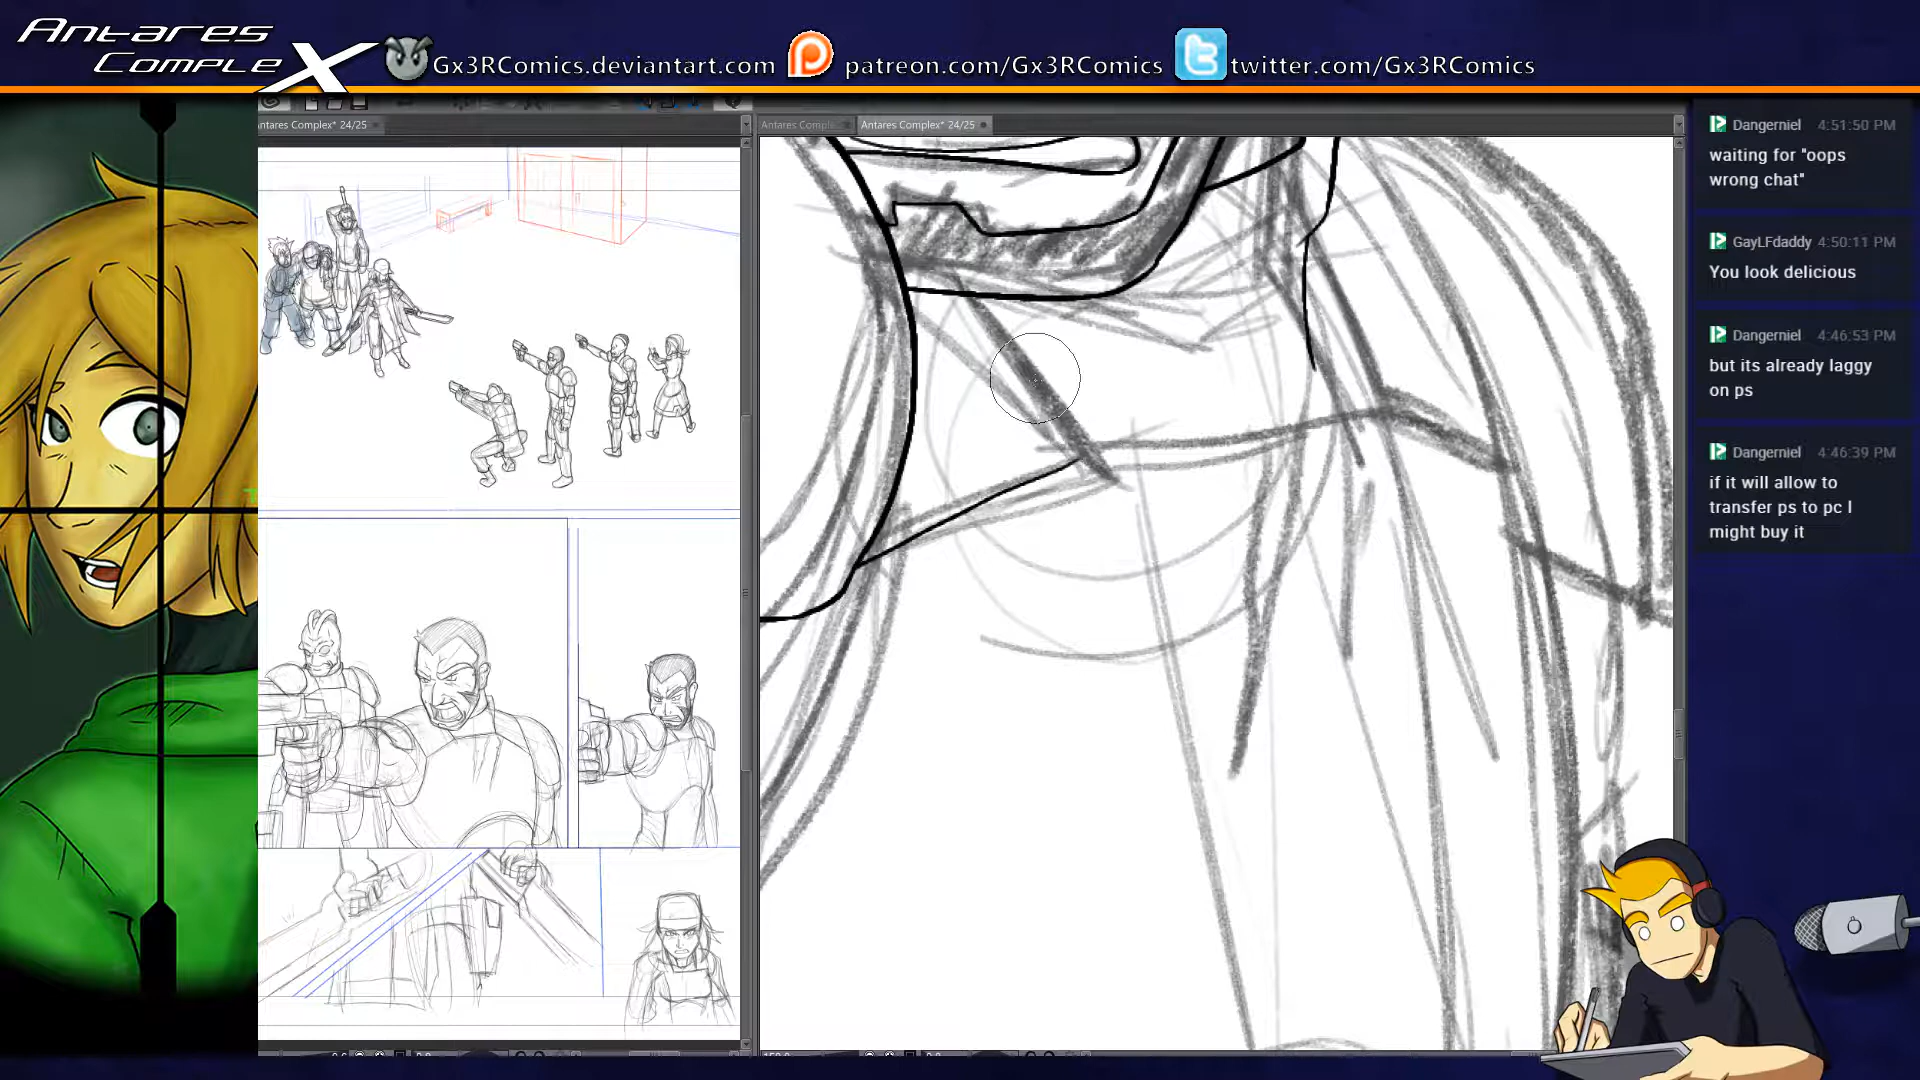 Antares
CompleX
Gx3RComics.deviantart.com
patreon.com/Gx3RComics
twitter.com/Gx3RComics
Antares Complex* 24/25
Antares Comple
Antares Complex* 24/25
Dangerniel 4:51:50 PM
waiting for "oops
wrong chat"
GayLFdaddy 4:50:11 PM
You look delicious
Dangerniel 4:46:53 PM
but its already laggy
on ps
Dangerniel 4:46:39 PM
if it will allow to
transfer ps to pc I
might buy it